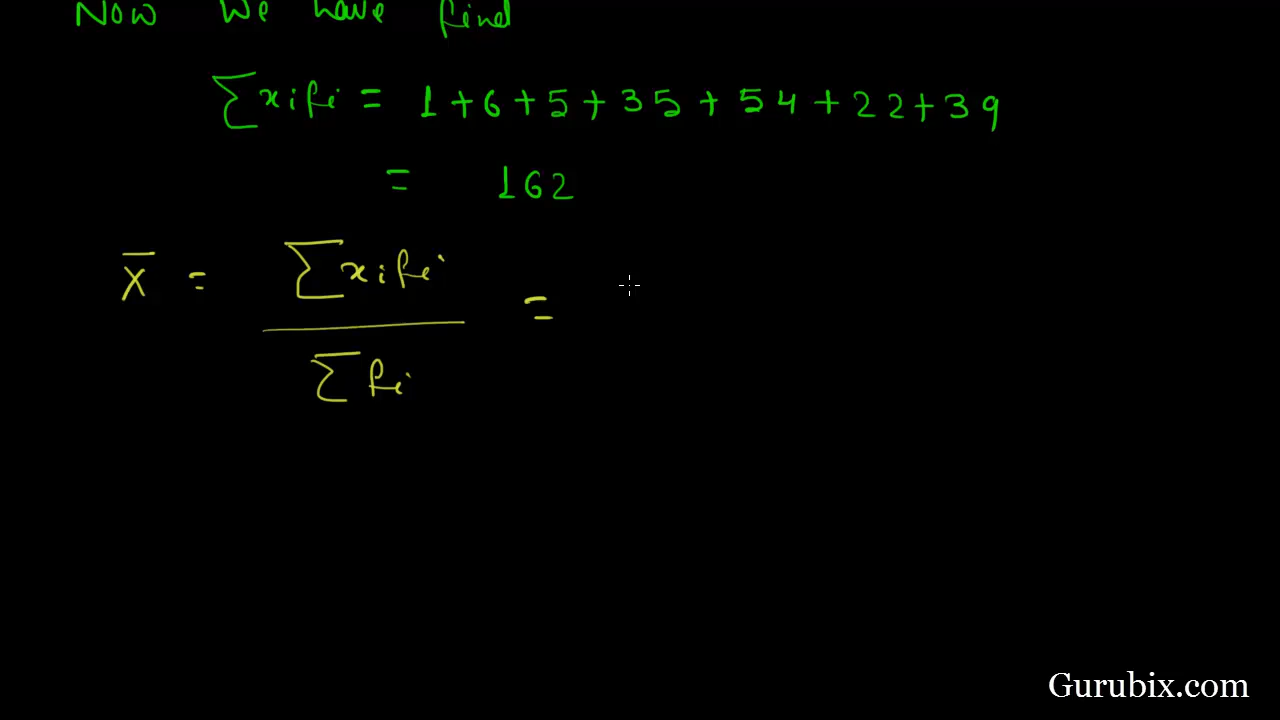 Now we have find
∑xifi = 1+6+5+35+54+22+39
= 162
X̄ = ∑xifi / ∑fi =
Gurubix.com